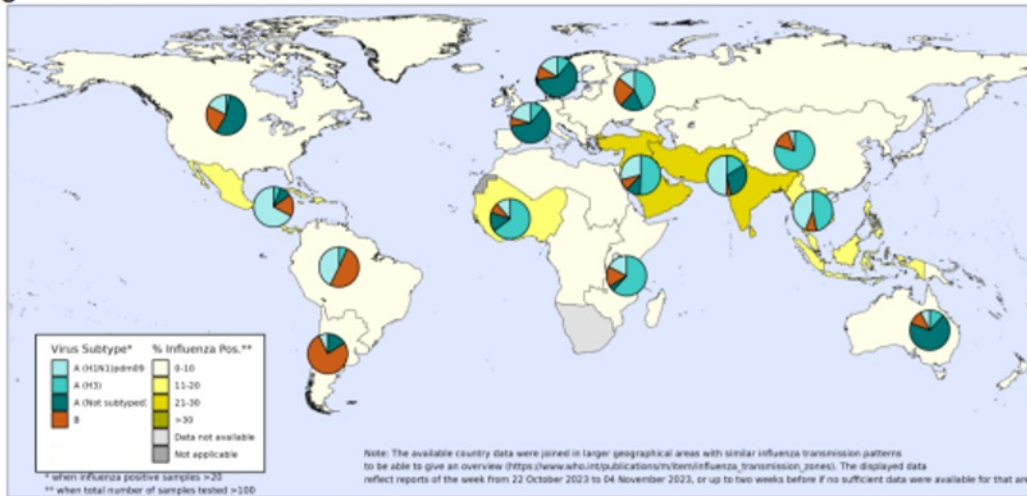 Virus Subtype*
A (H1N1)pdm09
A (H3)
A (Not subtyped)
B
% Influenza Pos.**
0-10
11-20
21-30
>30
Data not available
Not applicable
* when influenza positive samples >20
** when total number of samples tested >100
Note: The available country data were joined in larger geographical areas with similar influenza transmission patterns
to be able to give an overview (https://www.who.int/publications/m/item/influenza_transmission_zones). The displayed data
reflect reports of the week from 22 October 2023 to 04 November 2023, or up to two weeks before if no sufficient data were available for that are